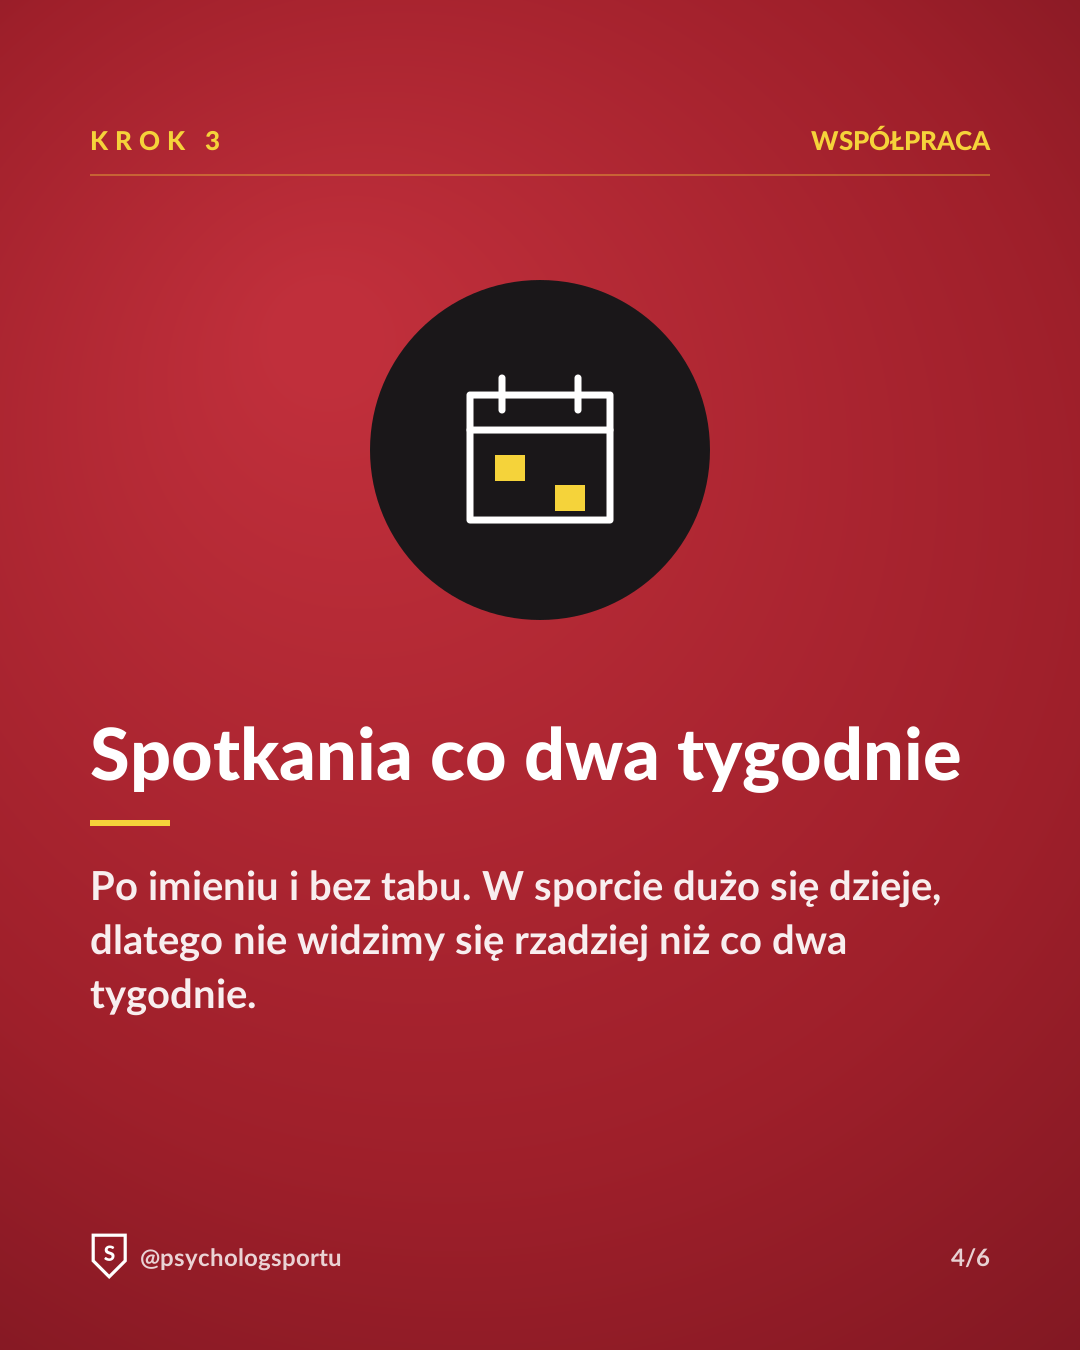 KROK 3
WSPÓŁPRACA
Spotkania co dwa tygodnie
Po imieniu i bez tabu. W sporcie dużo się dzieje,
dlatego nie widzimy się rzadziej niż co dwa
tygodnie.
S
@psychologsportu
4/6